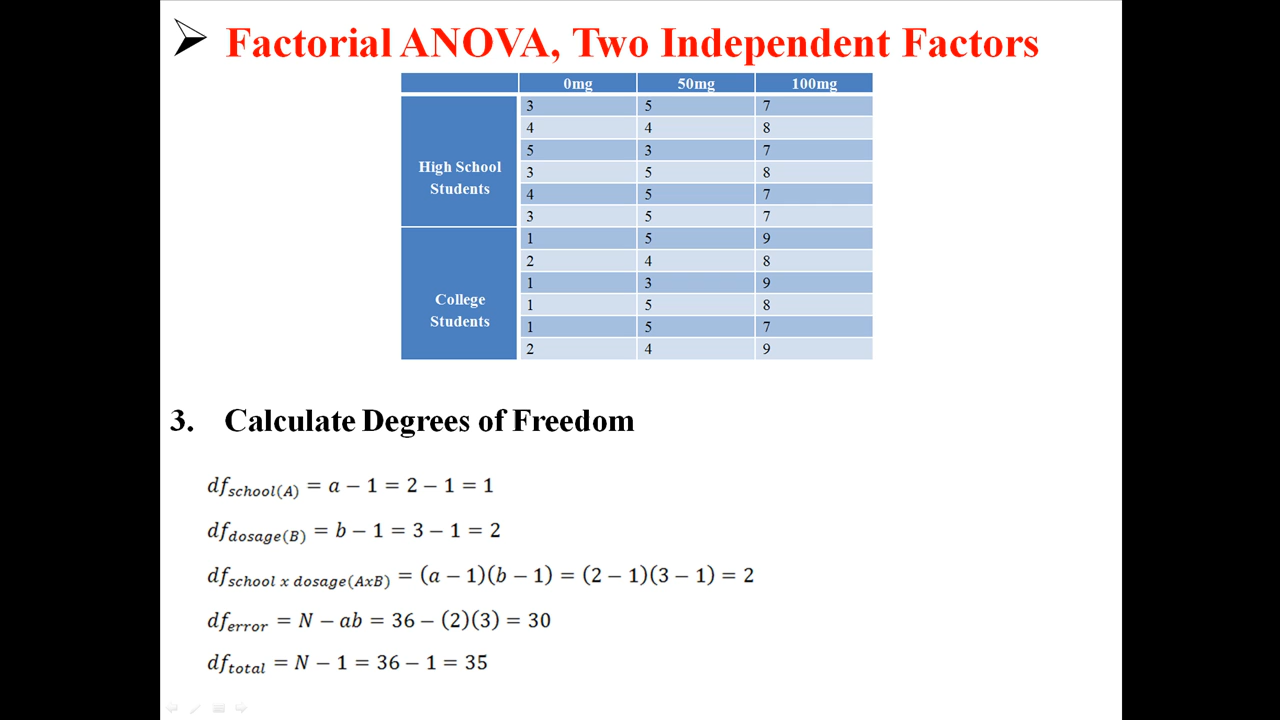 ➢ Factorial ANOVA, Two Independent Factors
0mg 50mg 100mg
3 5 7
4 4 8
5 3 7
High School
Students
3 5 8
4 5 7
3 5 7
1 5 9
2 4 8
1 3 9
College
Students
1 5 8
1 5 7
2 4 9
3. Calculate Degrees of Freedom
df_school(A) = a − 1 = 2 − 1 = 1
df_dosage(B) = b − 1 = 3 − 1 = 2
df_school x dosage(AxB) = (a − 1)(b − 1) = (2 − 1)(3 − 1) = 2
df_error = N − ab = 36 − (2)(3) = 30
df_total = N − 1 = 36 − 1 = 35